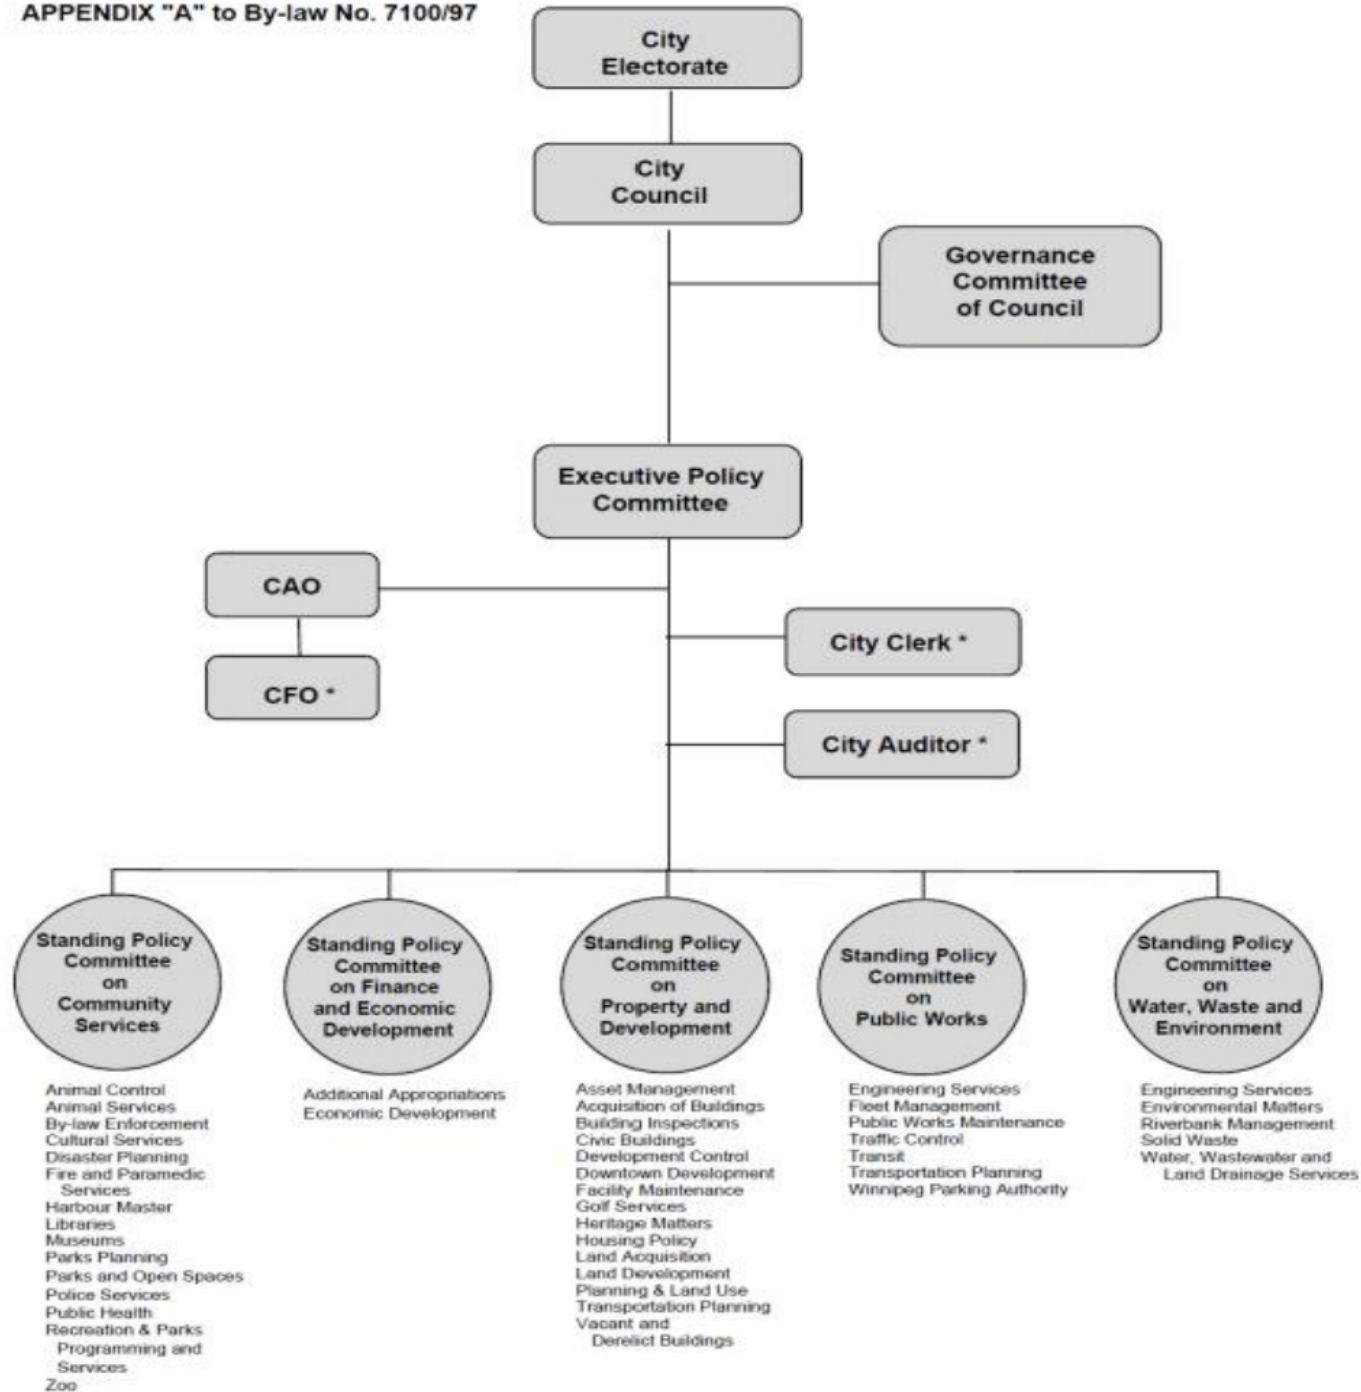 APPENDIX "A" to By-law No. 7100/97
City
Electorate
City
Council
Governance
Committee
of Council
Executive Policy
Committee
CAO
City Clerk *
CFO *
City Auditor *
Standing Policy
Committee
on
Community
Services
Animal Control
Animal Services
By-law Enforcement
Cultural Services
Disaster Planning
Fire and Paramedic
Services
Harbour Master
Libraries
Museums
Parks Planning
Parks and Open Spaces
Police Services
Public Health
Recreation & Parks
Programming and
Services
Zoo
Standing Policy
Committee
on Finance
and Economic
Development
Additional Appropriations
Economic Development
Standing Policy
Committee
on
Property and
Development
Asset Management
Acquisition of Buildings
Building Inspections
Civic Buildings
Development Control
Downtown Development
Facility Maintenance
Golf Services
Heritage Matters
Housing Policy
Land Acquisition
Land Development
Planning & Land Use
Transportation Planning
Vacant and
Derelict Buildings
Standing Policy
Committee
on
Public Works
Engineering Services
Fleet Management
Public Works Maintenance
Traffic Control
Transit
Transportation Planning
Winnipeg Parking Authority
Standing Policy
Committee
on
Water, Waste and
Environment
Engineering Services
Environmental Matters
Riverbank Management
Solid Waste
Water, Wastewater and
Land Drainage Services